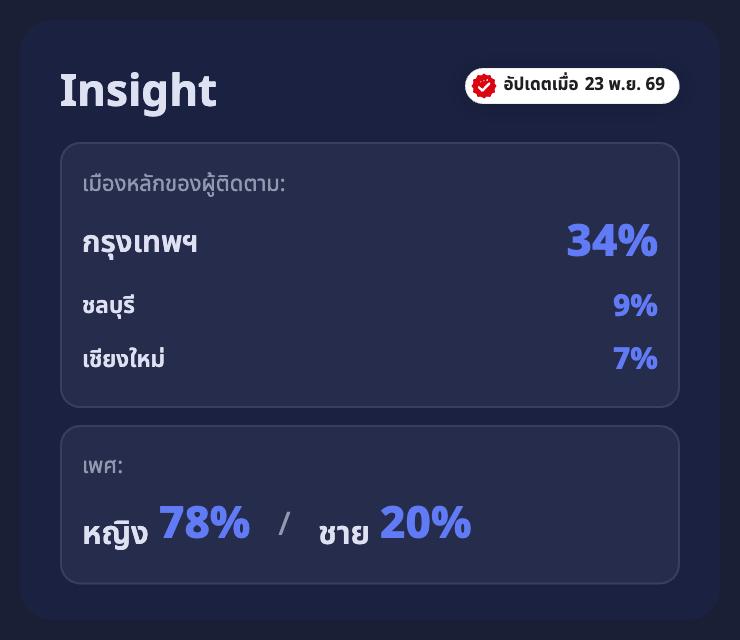 Insight
อัปเดตเมื่อ 23 พ.ย. 69
เมืองหลักของผู้ติดตาม:
กรุงเทพฯ 34%
ชลบุรี 9%
เชียงใหม่ 7%
เพศ:
หญิง 78% / ชาย 20%